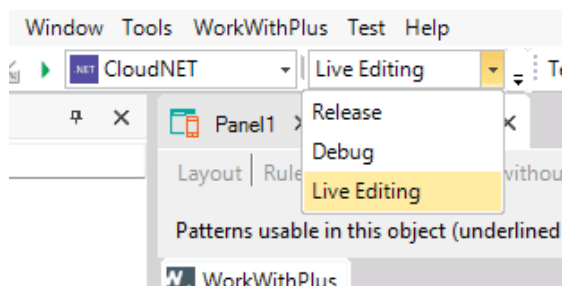 Window Tools WorkWithPlus Test Help
.NET CloudNET Live Editing
Release
Panel1
Debug
Layout Rule
Live Editing
Patterns usable in this object (underlined
WorkWithPlus